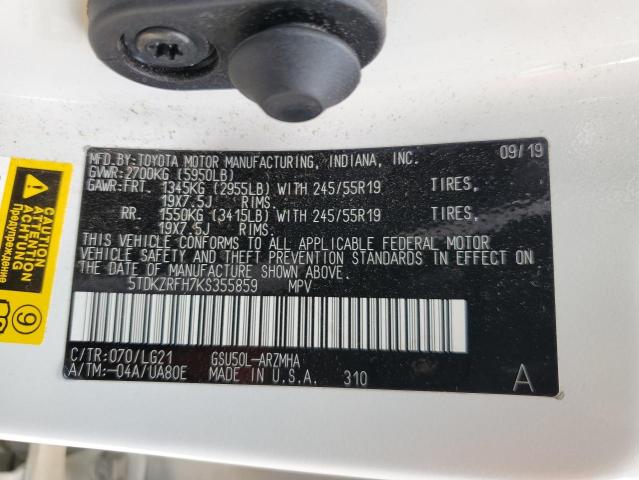 MFD.BY:TOYOTA MOTOR MANUFACTURING, INDIANA, INC. 09/19
GVWR:2700KG (5950LB)
GAWR:FRT. 1345KG (2955LB) WITH 245/55R19 TIRES,
19X7.5J RIMS.
RR. 1550KG (3415LB) WITH 245/55R19 TIRES,
19X7.5J RIMS.
THIS VEHICLE CONFORMS TO ALL APPLICABLE FEDERAL MOTOR
VEHICLE SAFETY AND THEFT PREVENTION STANDARDS IN EFFECT ON
THE DATE OF MANUFACTURE SHOWN ABOVE.
5TDKZRFH7KS355859 MPV
C/TR:070/LG21 GSU50L-ARZMHA
A/TM:-04A/UA80E MADE IN U.S.A. 310 A
CAUTION
ATTENTION
ACHTUNG
Предупреждение
9